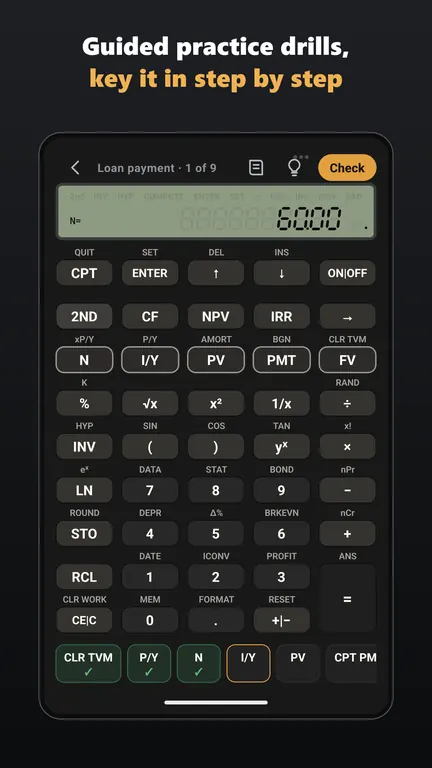 Guided practice drills,
key it in step by step
Loan payment · 1 of 9
Check
N= 60.00
QUIT SET DEL INS
CPT ENTER ↑ ↓ ON|OFF
2ND CF NPV IRR →
xP/Y P/Y AMORT BGN CLR TVM
N I/Y PV PMT FV
K RAND
% √x x² 1/x ÷
HYP SIN COS TAN x!
INV ( ) yˣ ×
eˣ DATA STAT BOND nPr
LN 7 8 9 −
ROUND DEPR Δ% BRKEVN nCr
STO 4 5 6 +
DATE ICONV PROFIT ANS
RCL 1 2 3 =
CLR WORK MEM FORMAT RESET
CE|C 0 . +|−
CLR TVM P/Y N I/Y PV CPT PM
✓ ✓ ✓